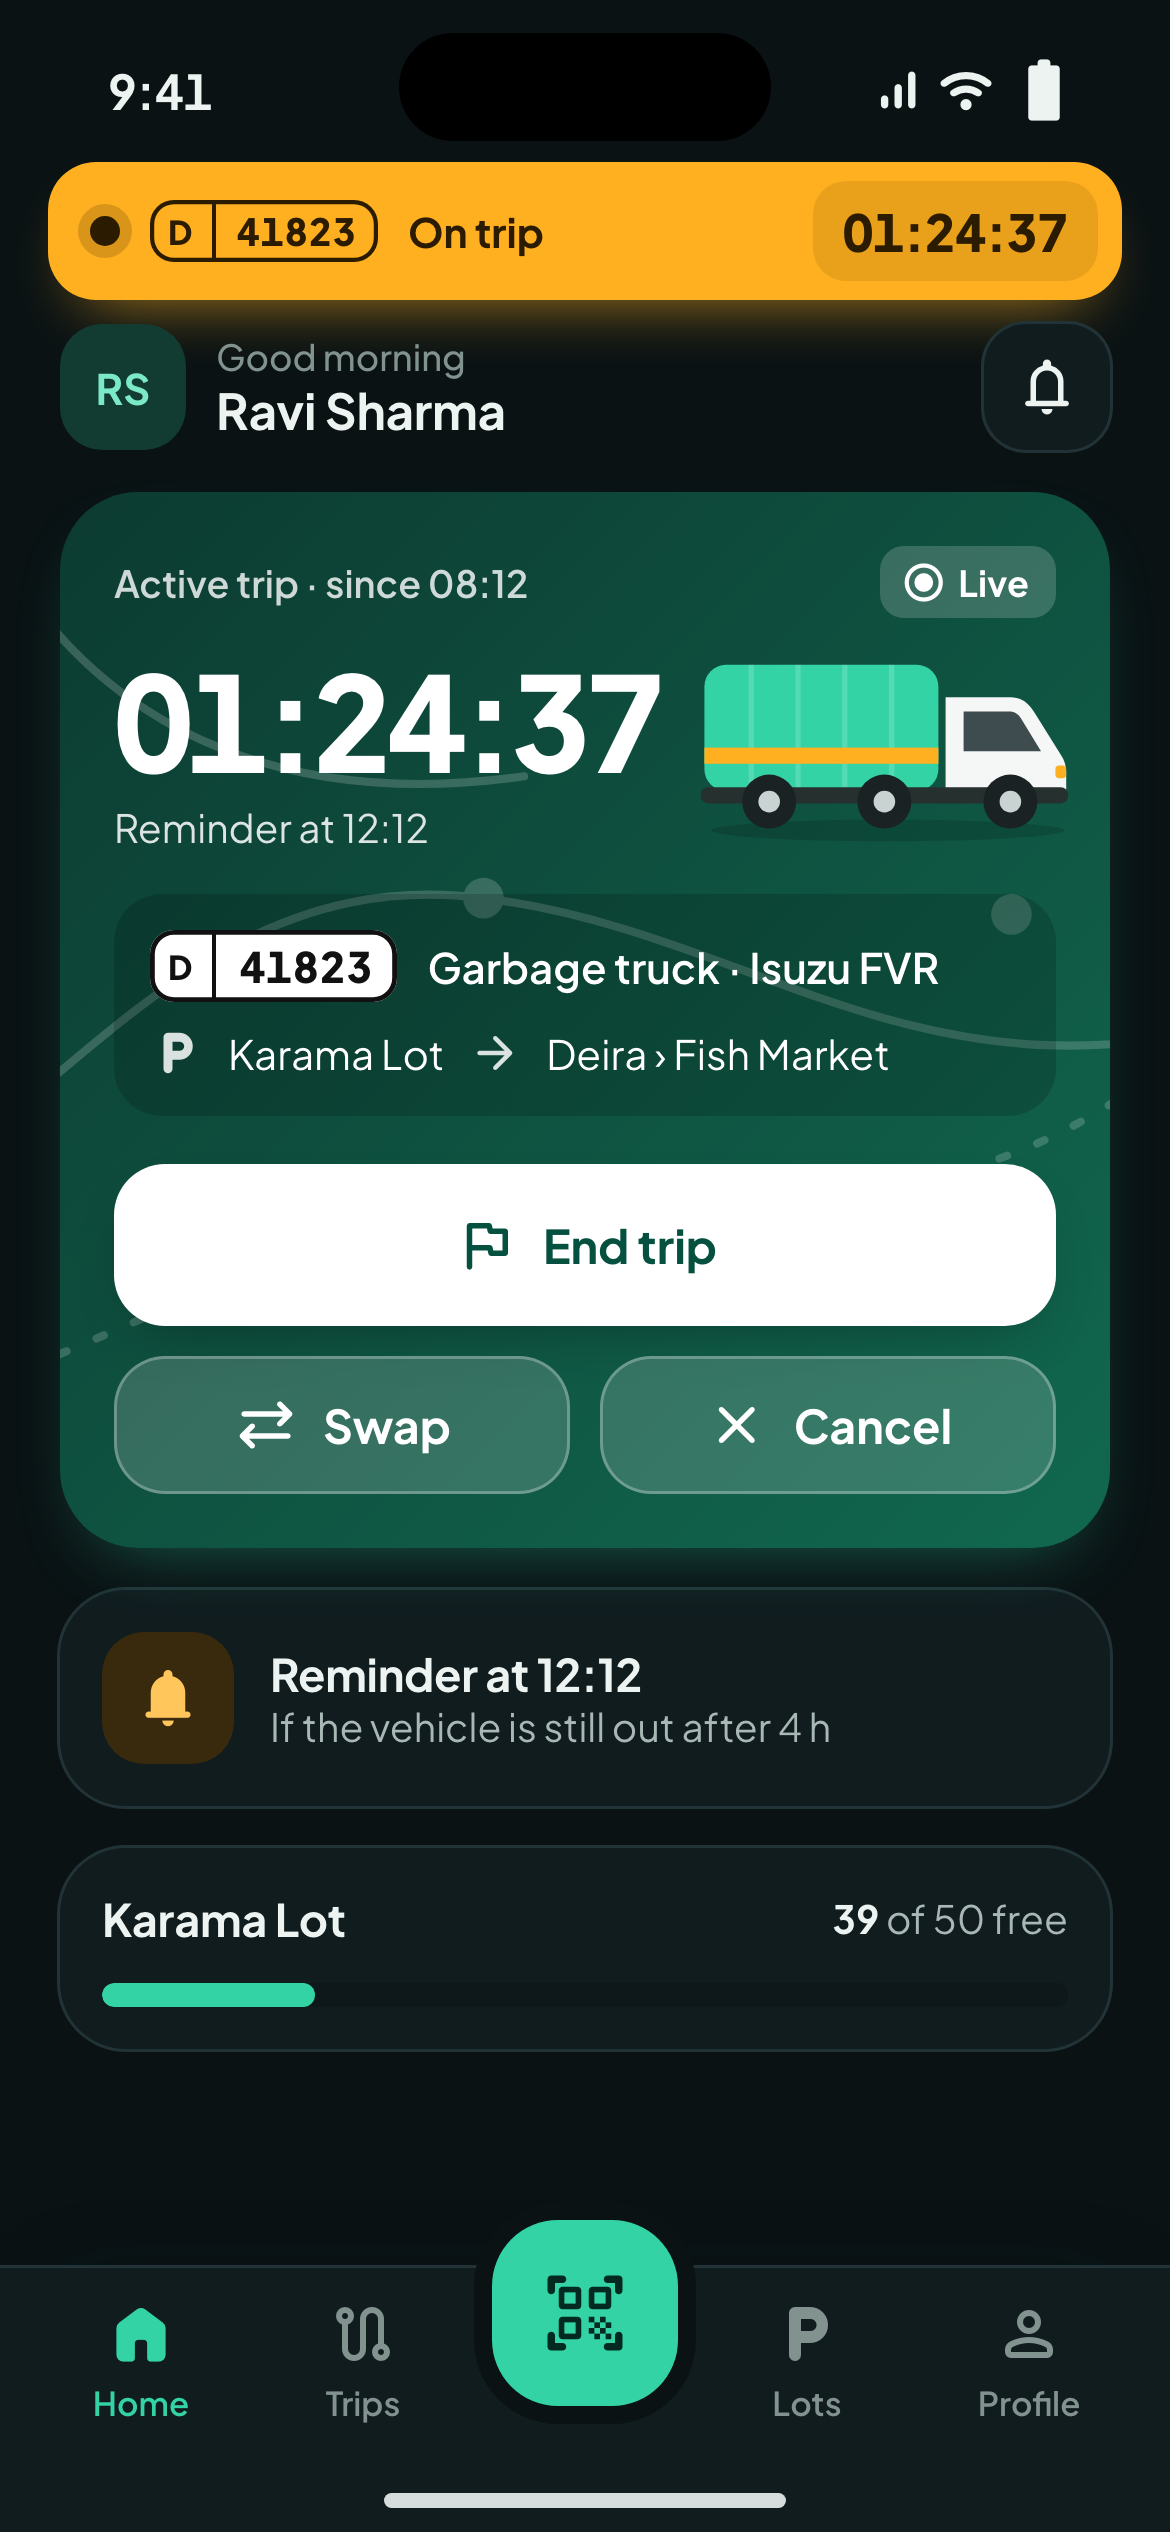 9:41
D 41823 On trip 01:24:37
RS
Good morning
Ravi Sharma
Active trip · since 08:12
Live
01:24:37
Reminder at 12:12
D 41823 Garbage truck · Isuzu FVR
P Karama Lot → Deira › Fish Market
End trip
Swap
Cancel
Reminder at 12:12
If the vehicle is still out after 4 h
Karama Lot
39 of 50 free
P
Home
Trips
Lots
Profile